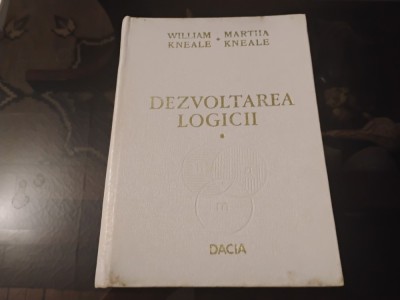 WILLIAM • MARTHA
KNEALE KNEALE
DEZVOLTAREA
LOGICII
•
m
DACIA